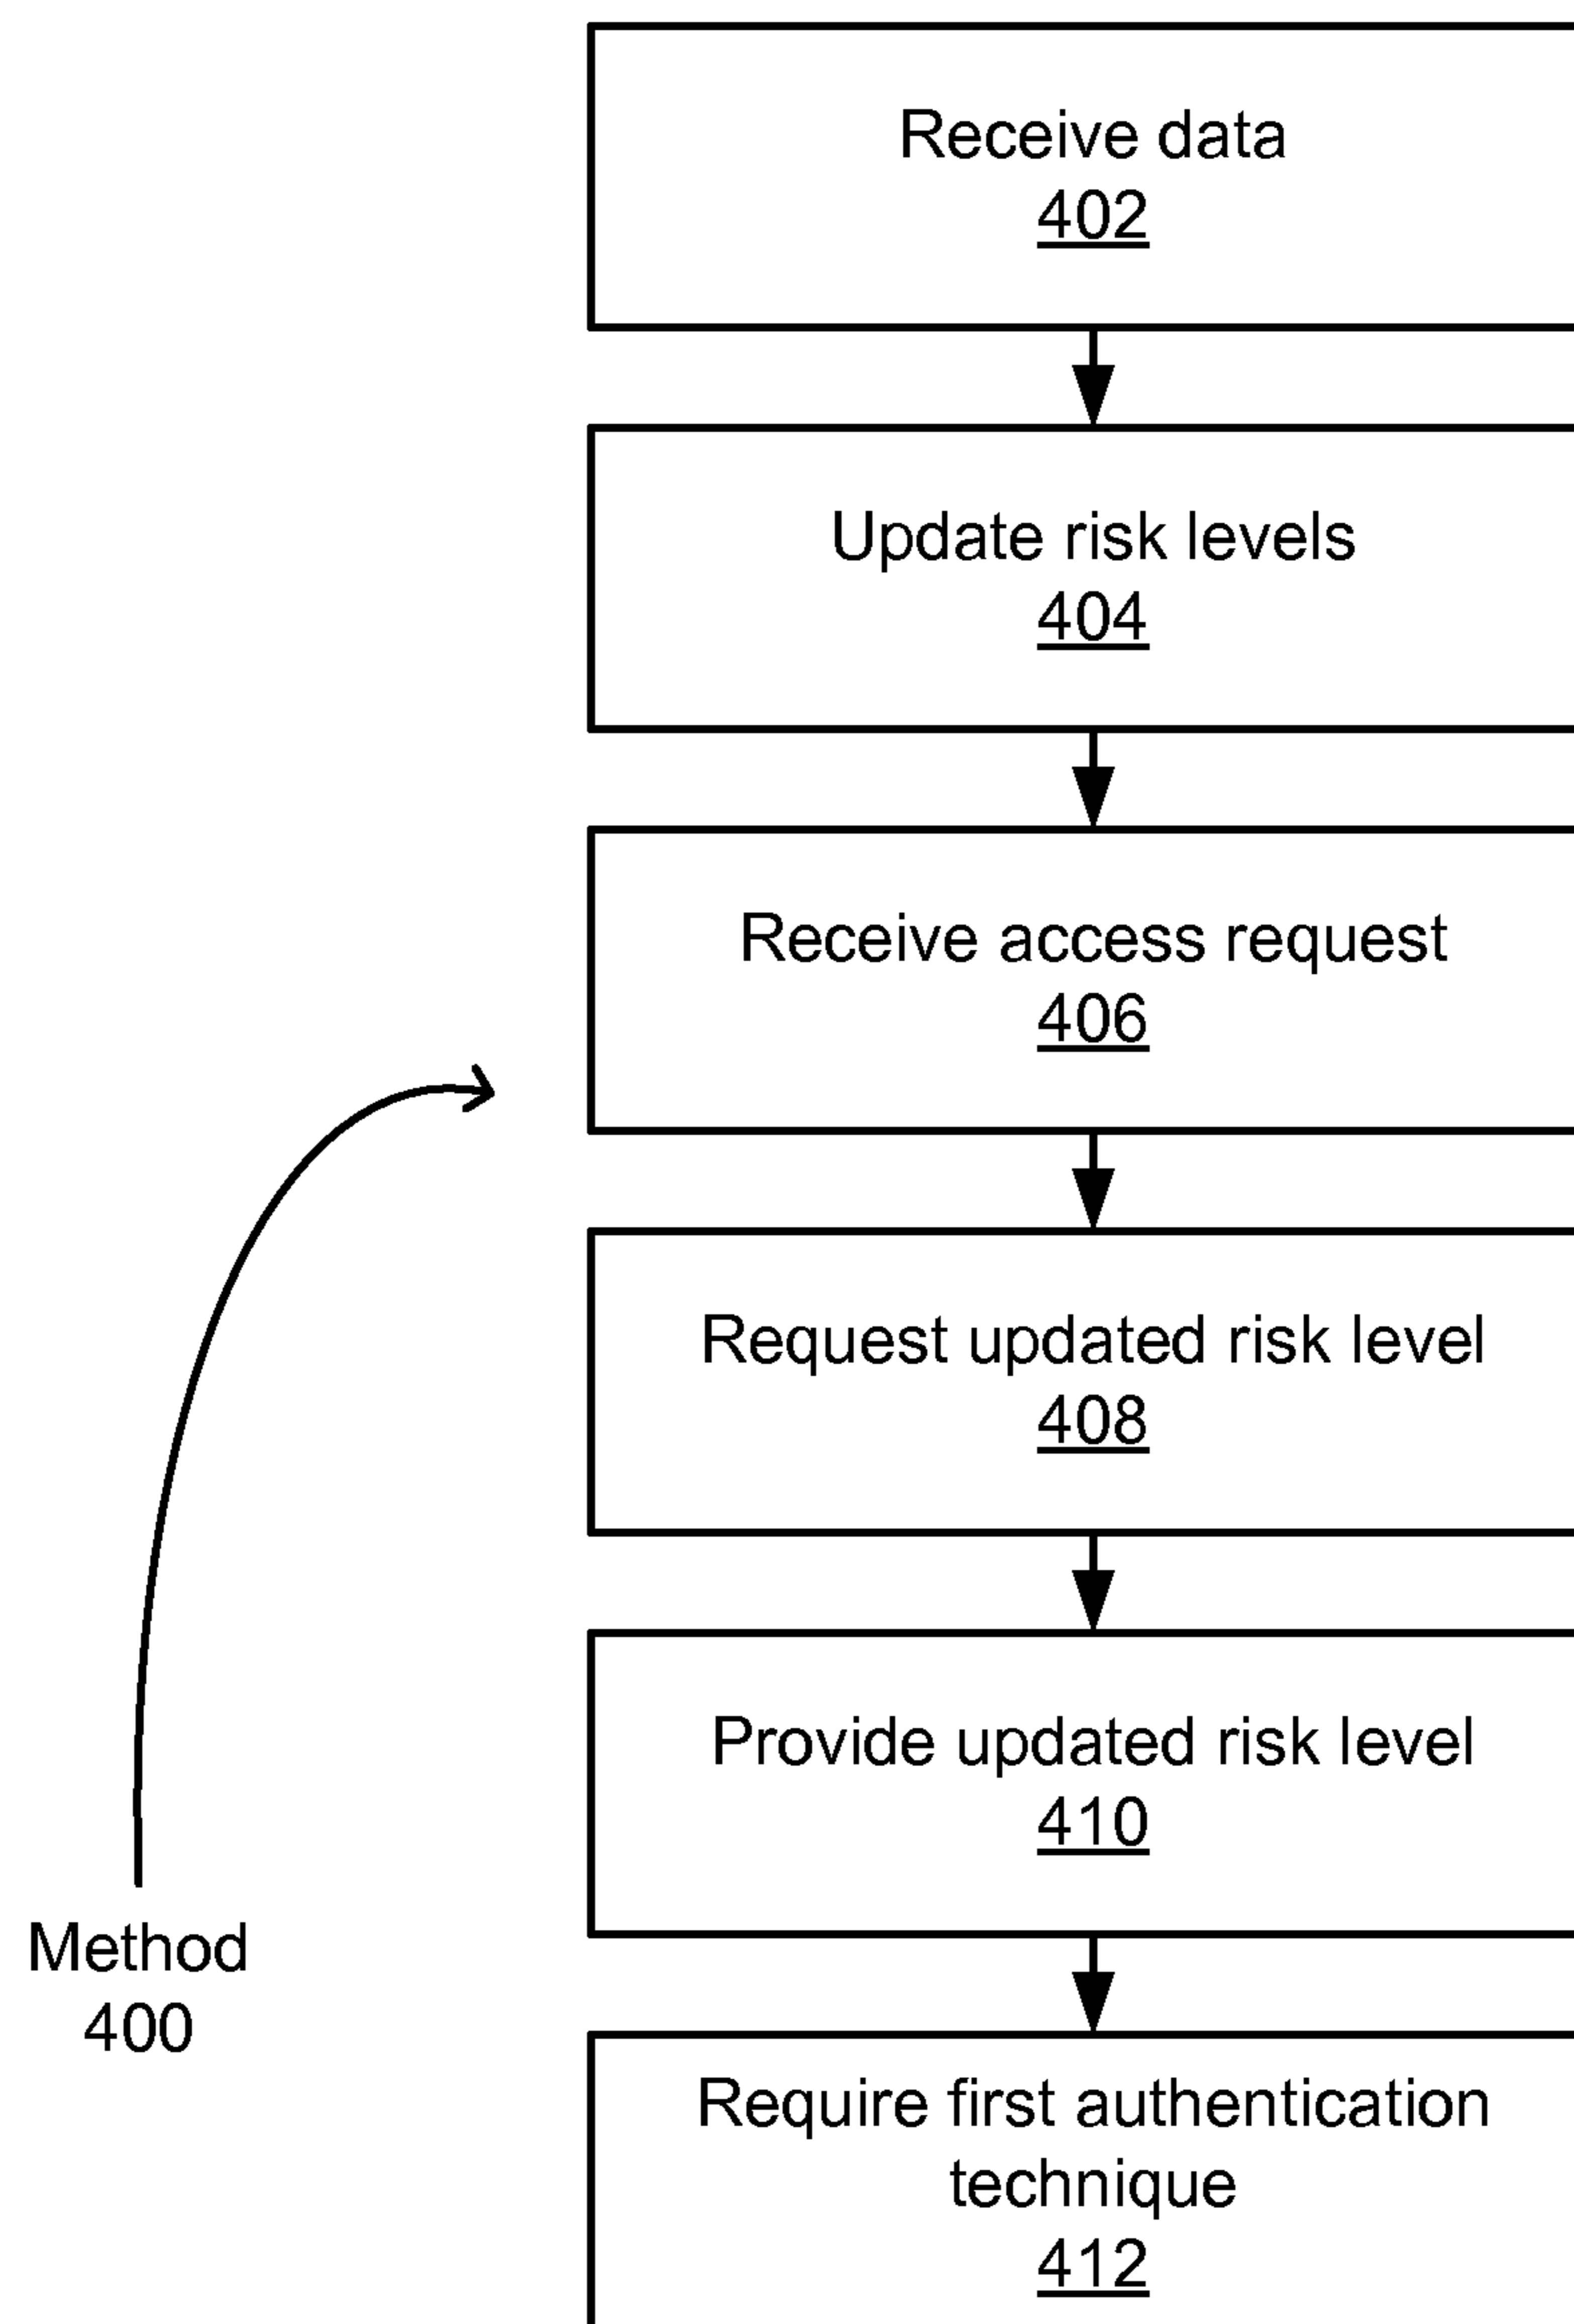 Receive data
402
Update risk levels
404
Receive access request
406
Request updated risk level
408
Provide updated risk level
410
Require first authentication
technique
412
Method
400